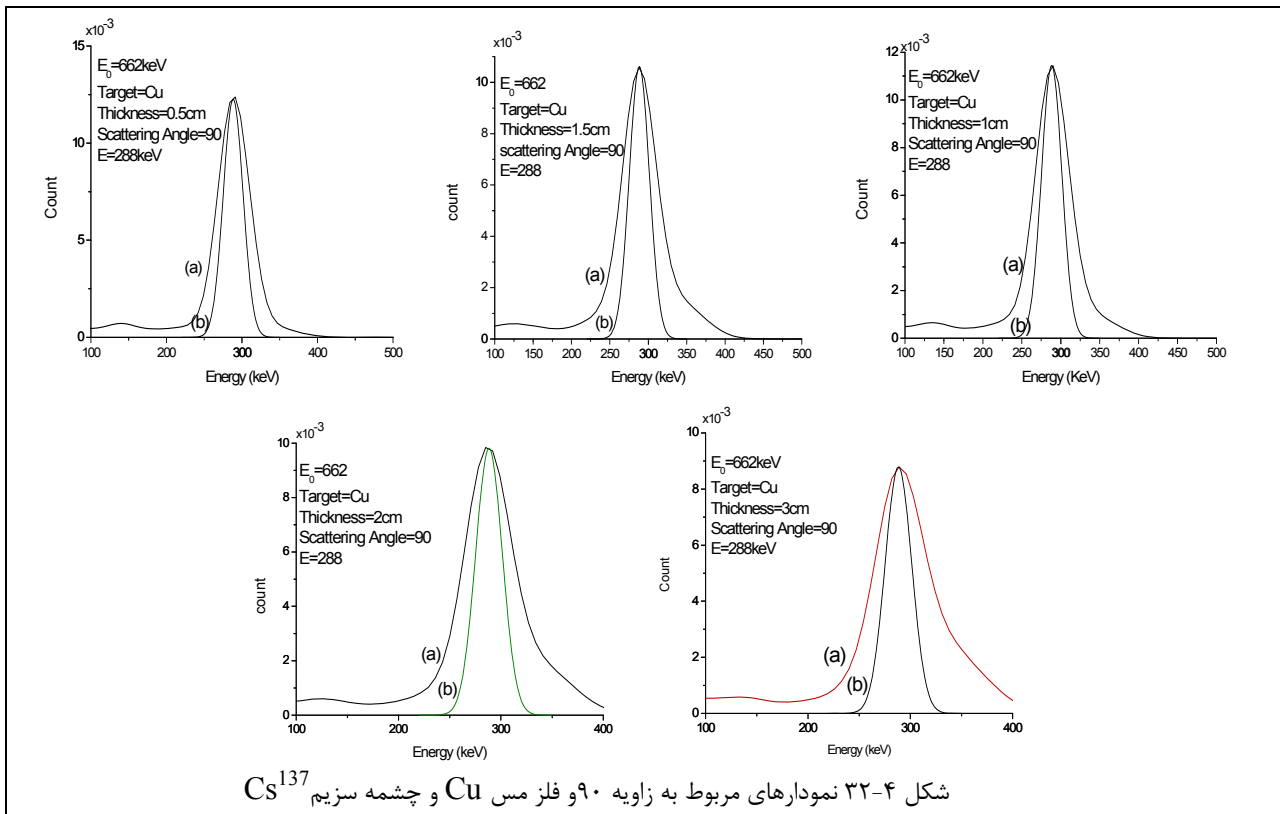 x10⁻³
15
10
5
0
Count
E₀=662keV
Target=Cu
Thickness=0.5cm
Scattering Angle=90
E=288keV
(a)
(b)
100 200 300 400 500
Energy (keV)
x10⁻³
10
8
6
4
2
0
count
E₀=662
Target=Cu
Thickness=1.5cm
scattering Angle=90
E=288
(a)
(b)
100 150 200 250 300 350 400 450 500
Energy (keV)
x10⁻³
12
10
8
6
4
2
0
Count
E₀=662keV
Target=Cu
Thickness=1cm
Scattering Angle=90
E=288
(a)
(b)
100 150 200 250 300 350 400 450 500
Energy (KeV)
x10⁻³
10
8
6
4
2
0
count
E₀=662
Target=Cu
Thickness=2cm
Scattering Angle=90
E=288
(a)
(b)
100 200 300 400
Energy (keV)
x10⁻³
10
8
6
4
2
0
Count
E₀=662keV
Target=Cu
Thickness=3cm
Scattering Angle=90
E=288keV
(a)
(b)
100 200 300 400
Energy (keV)
شکل ۴-۳۲ نمودارهای مربوط به زاویه ۹۰و فلز مس Cu و چشمه سزیم Cs¹³⁷